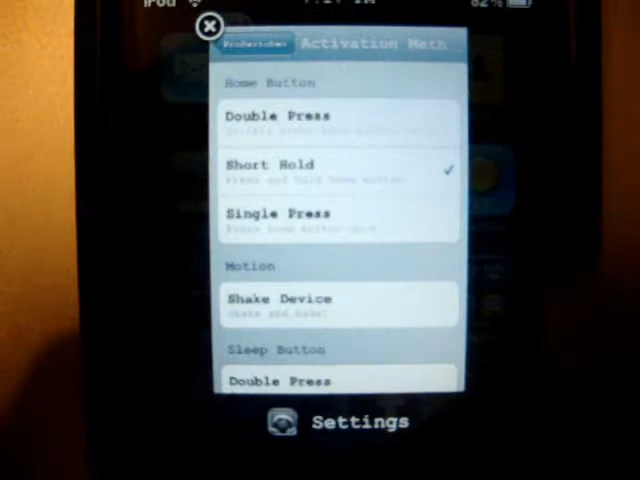 iPod 82%
Activation Meth
Home Button
Double Press
Short Hold
Press and hold home button
Single Press
Motion
Shake Device
Shake and bake!
Sleep Button
Double Press
Settings